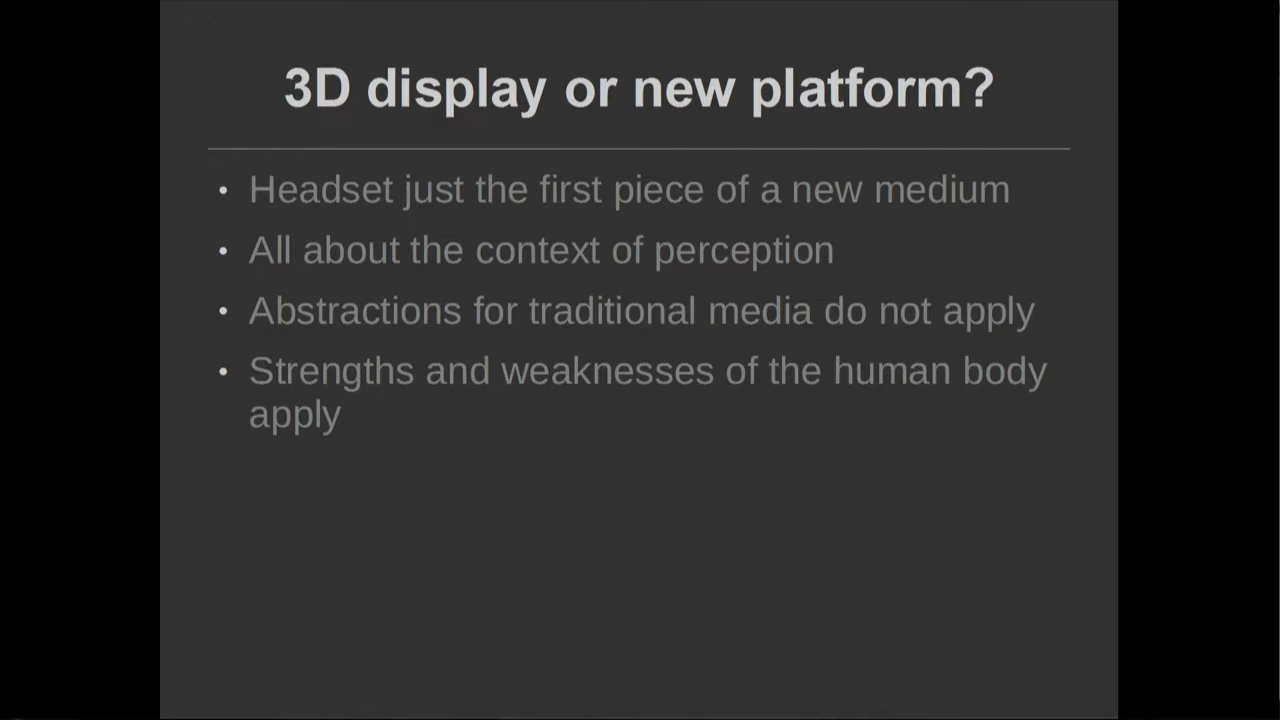 3D display or new platform?
• Headset just the first piece of a new medium
• All about the context of perception
• Abstractions for traditional media do not apply
• Strengths and weaknesses of the human body
apply